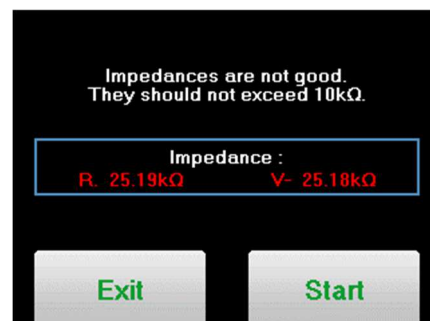 Impedances are not good.
They should not exceed 10kΩ.
Impedance :
R. 25.19kΩ V- 25.18kΩ
Exit Start